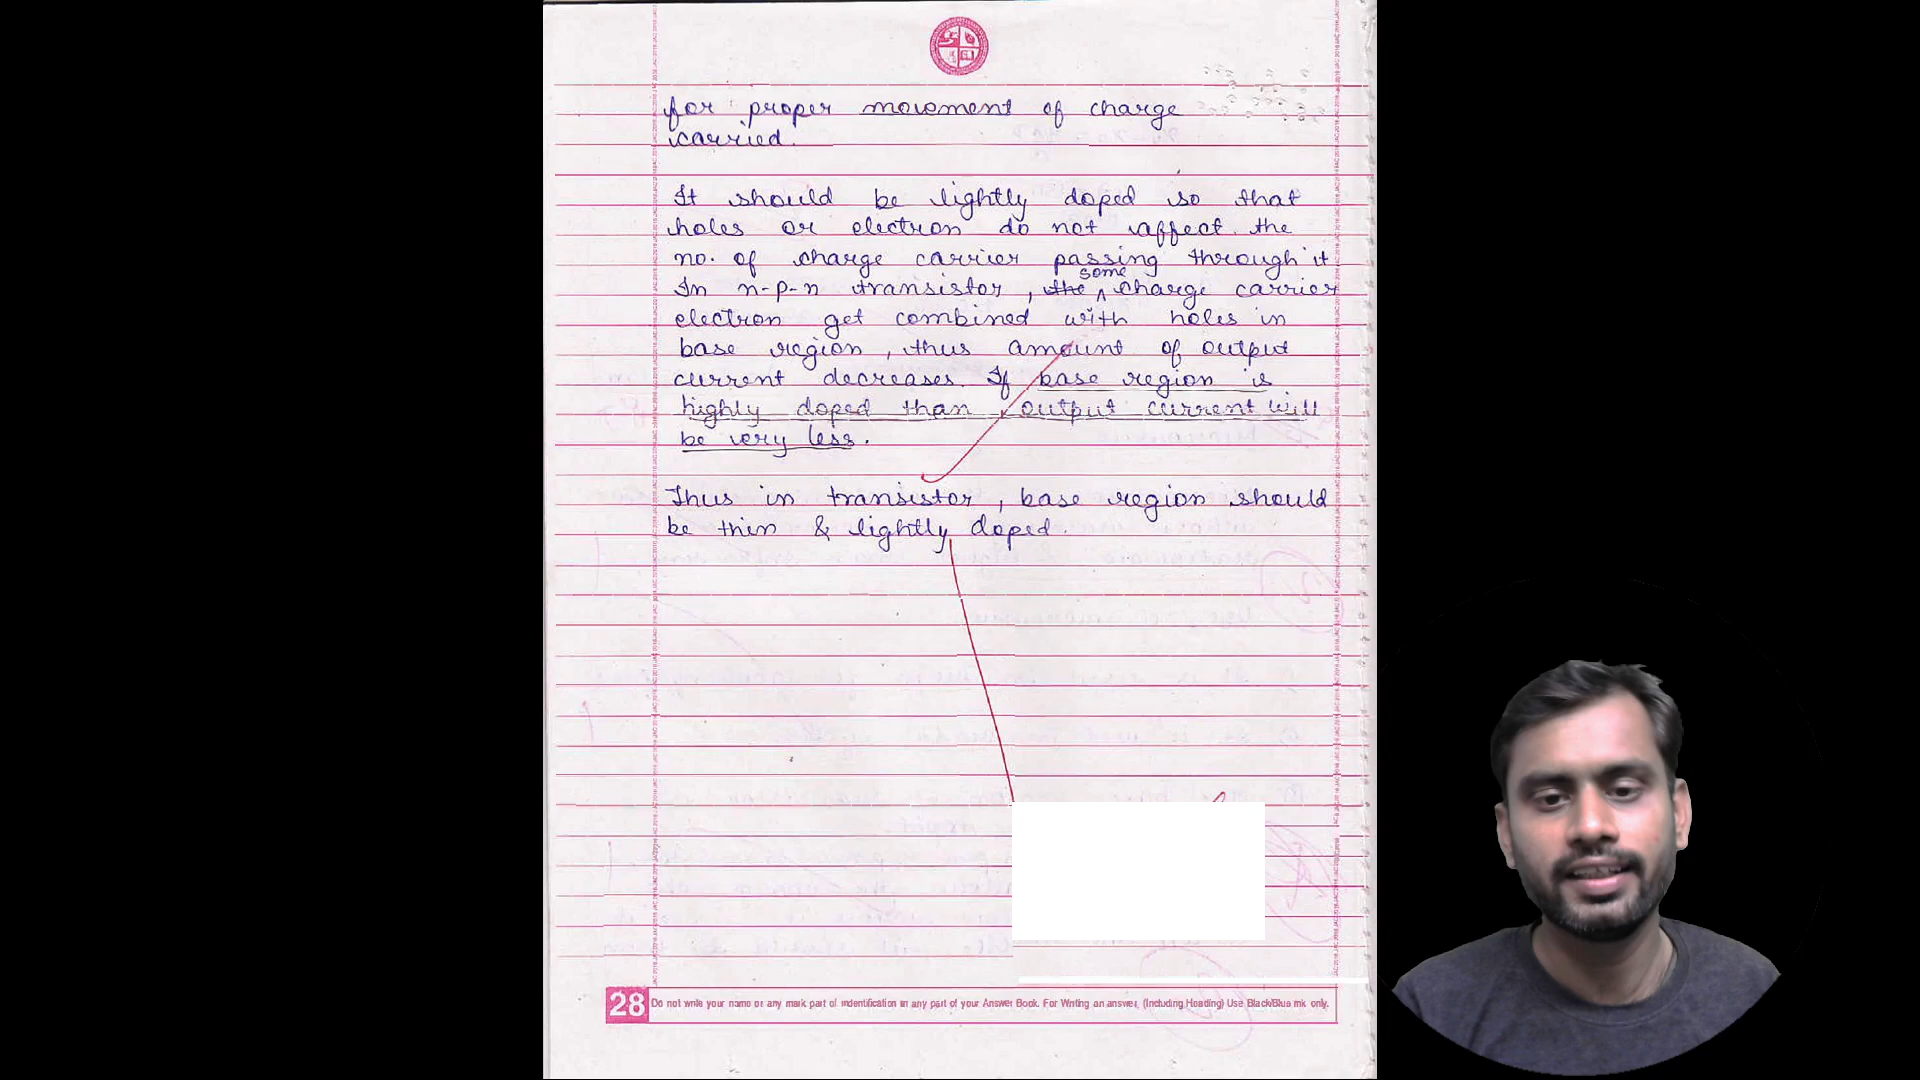 for proper movement of charge
carried.
It should be lightly doped so that
holes or electron do not affect the
no. of charge carrier passing through it
In n-p-n transistor, the some charge carrier
electron get combined with holes in
base region, thus amount of output
current decreases. If base region is
highly doped than output current will
be very less.
Thus in transistor, base region should
be thin & lightly doped.
28 Do not write your name or any mark part of indentification in any part of your Answer Book. For Writing an answer, (Including Heading) Use Black/Blue ink only.